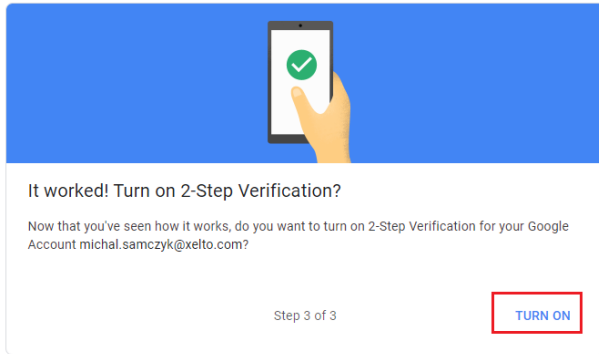 It worked! Turn on 2-Step Verification?
Now that you've seen how it works, do you want to turn on 2-Step Verification for your Google
Account michal.samczyk@xelto.com?
Step 3 of 3
TURN ON